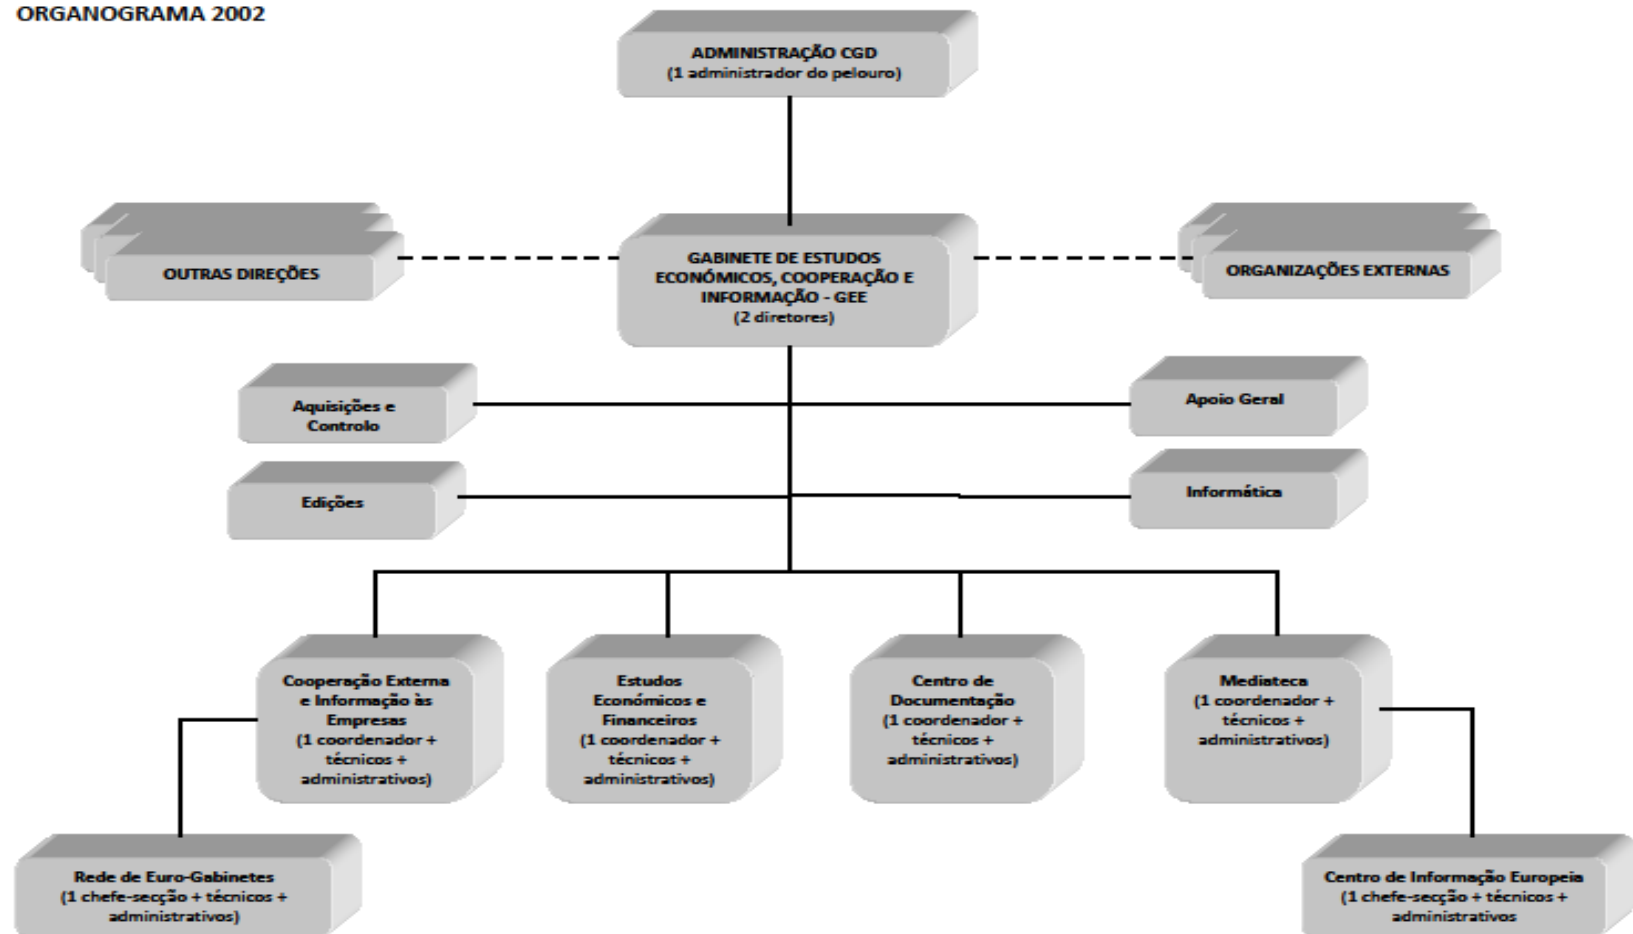 ORGANOGRAMA 2002
ADMINISTRAÇÃO CGD
(1 administrador do pelouro)
OUTRAS DIREÇÕES
GABINETE DE ESTUDOS
ECONÓMICOS, COOPERAÇÃO E
INFORMAÇÃO - GEE
(2 diretores)
ORGANIZAÇÕES EXTERNAS
Aquisições e
Controlo
Apoio Geral
Edições
Informática
Cooperação Externa
e Informação às
Empresas
(1 coordenador +
técnicos +
administrativos)
Estudos
Económicos e
Financeiros
(1 coordenador +
técnicos +
administrativos)
Centro de
Documentação
(1 coordenador +
técnicos +
administrativos)
Mediateca
(1 coordenador +
técnicos +
administrativos)
Rede de Euro-Gabinetes
(1 chefe-secção + técnicos +
administrativos)
Centro de Informação Europeia
(1 chefe-secção + técnicos +
administrativos